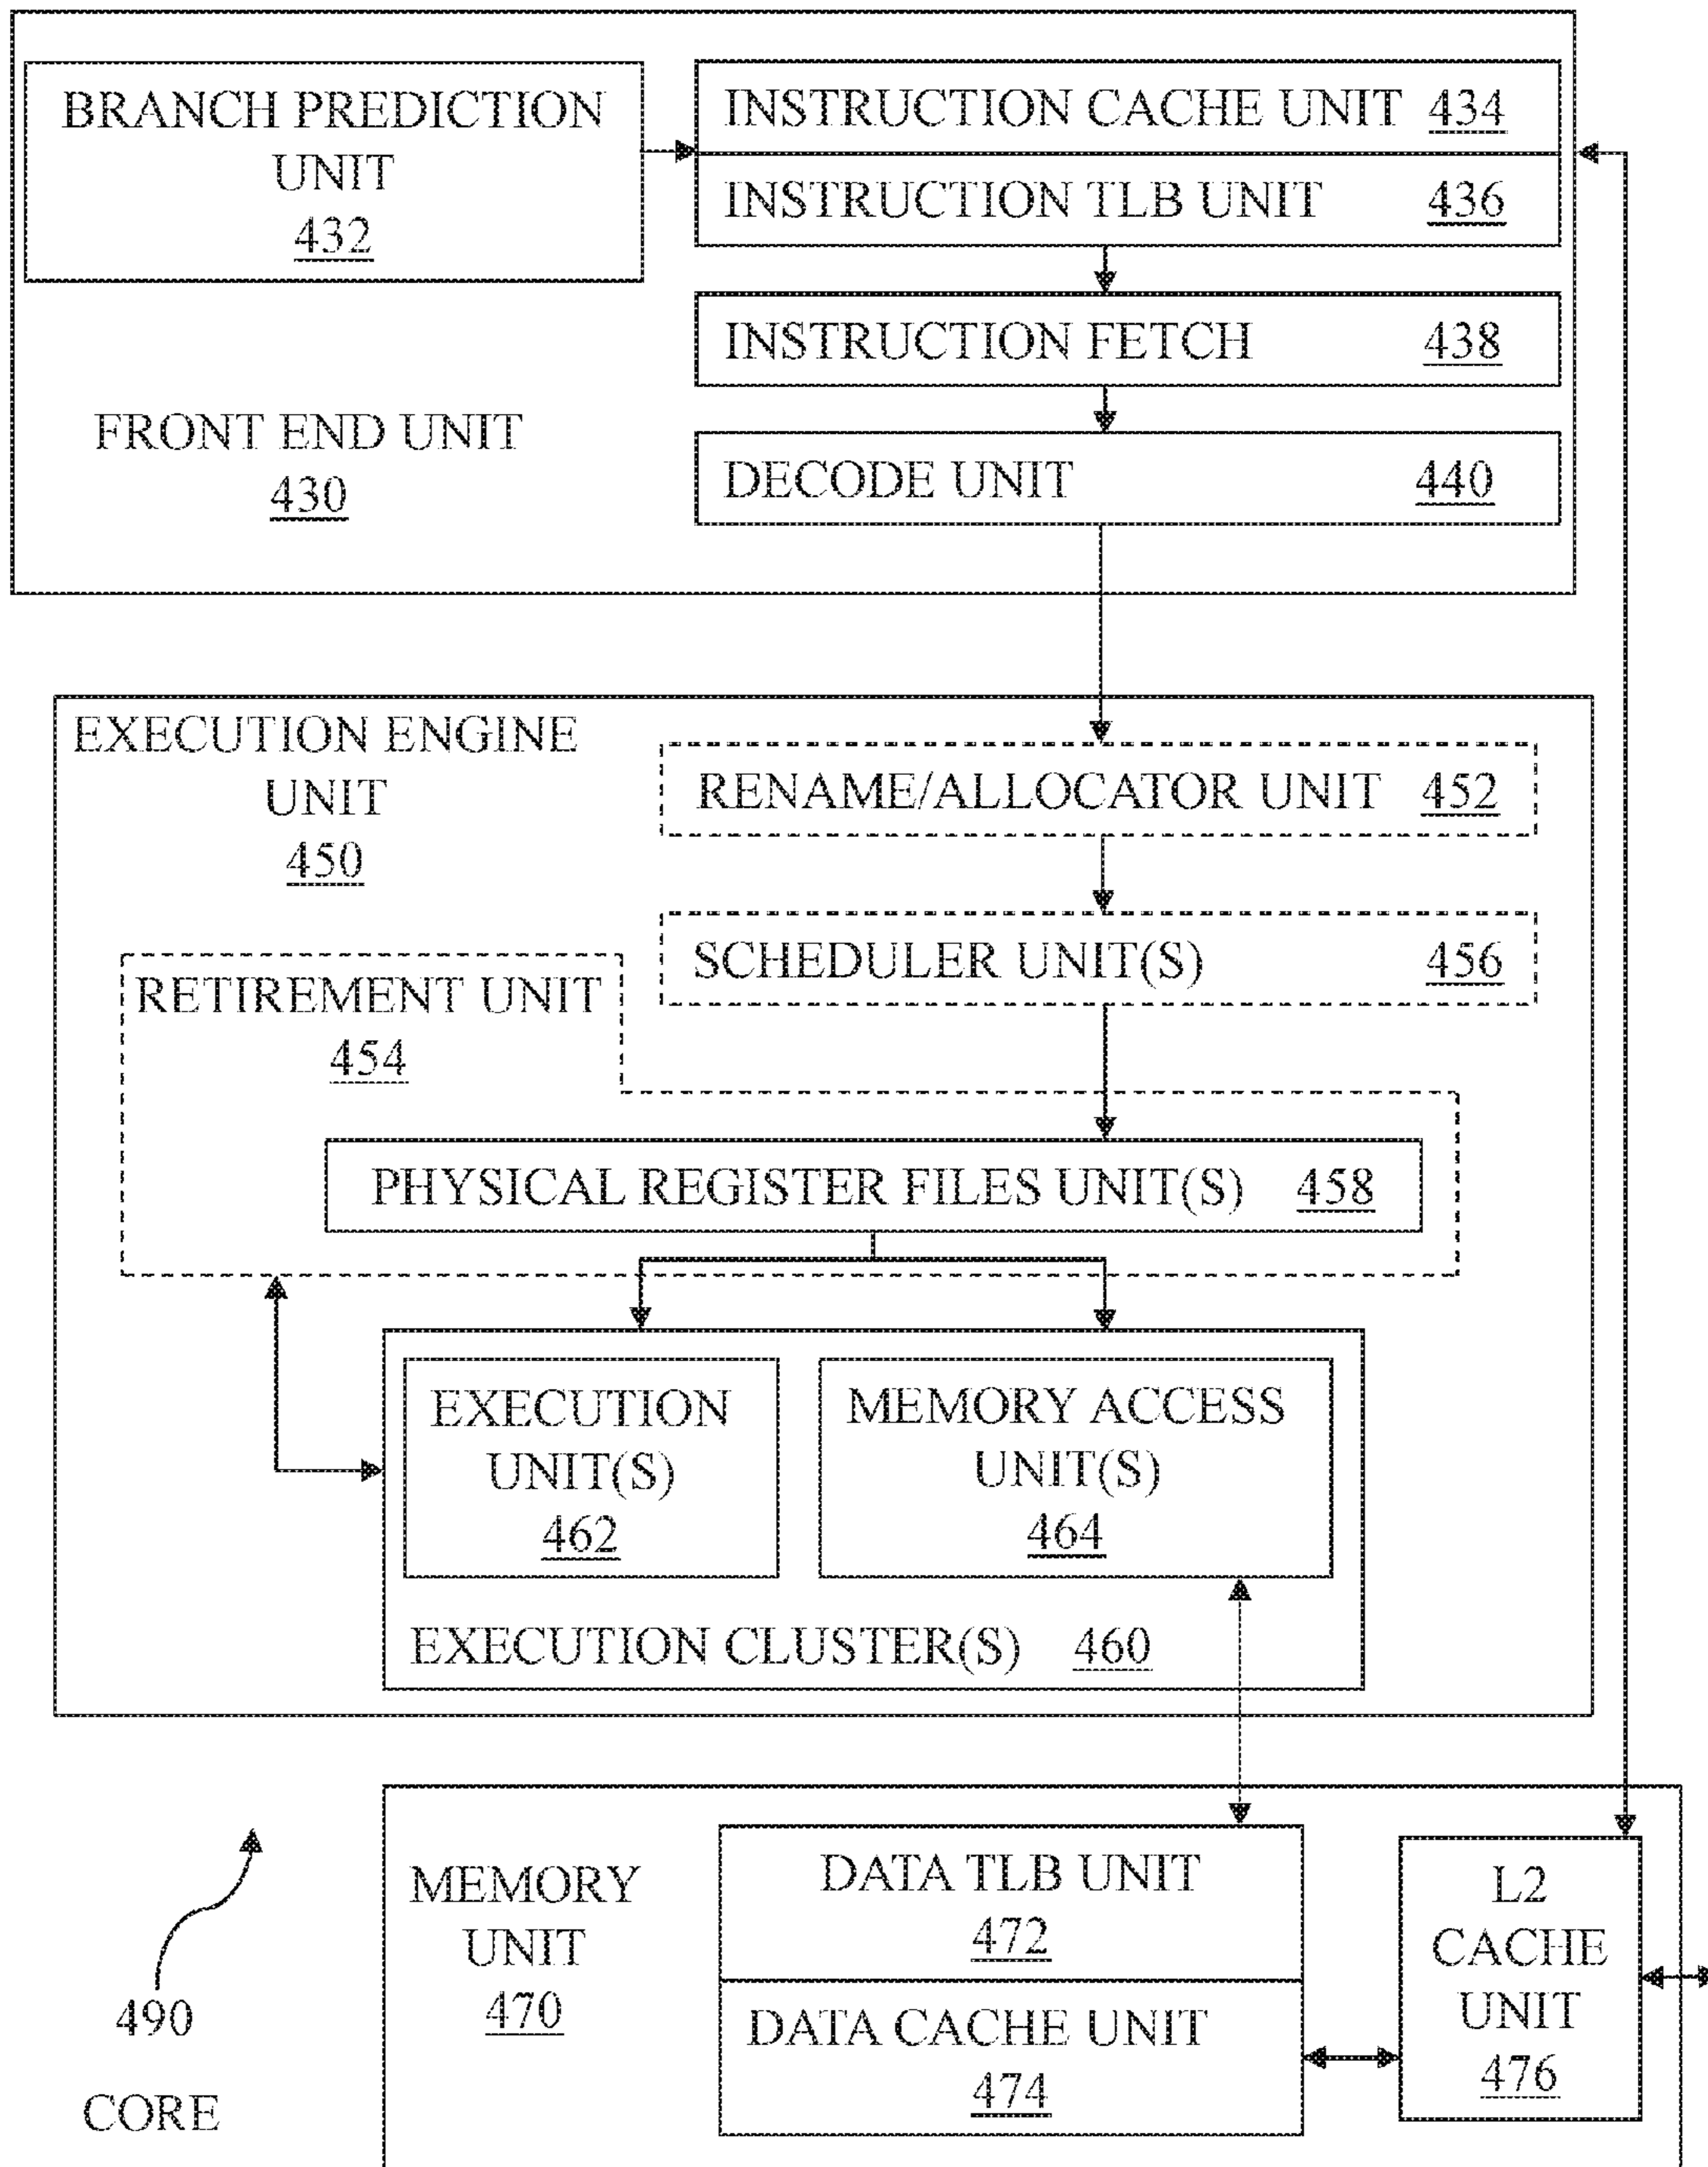 BRANCH PREDICTION
UNIT
432
INSTRUCTION CACHE UNIT 434
INSTRUCTION TLB UNIT 436
INSTRUCTION FETCH 438
FRONT END UNIT
430
DECODE UNIT 440
EXECUTION ENGINE
UNIT
450
RENAME/ALLOCATOR UNIT 452
SCHEDULER UNIT(S) 456
RETIREMENT UNIT
454
PHYSICAL REGISTER FILES UNIT(S) 458
EXECUTION
UNIT(S)
462
MEMORY ACCESS
UNIT(S)
464
EXECUTION CLUSTER(S) 460
MEMORY
UNIT
470
DATA TLB UNIT
472
DATA CACHE UNIT
474
L2
CACHE
UNIT
476
490
CORE